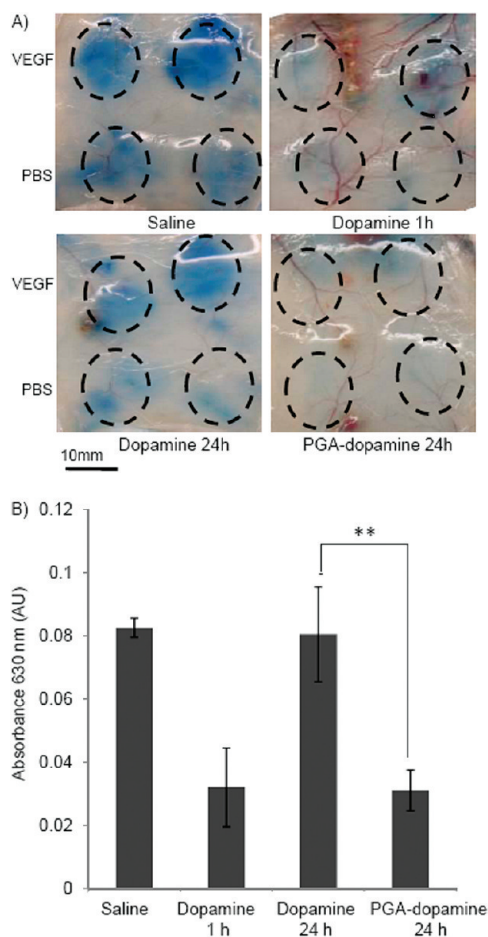 A)
VEGF
PBS
Saline
Dopamine 1h
VEGF
PBS
Dopamine 24h
PGA-dopamine 24h
10mm
B)
Absorbance 630 nm (AU)
0.12
0.1
0.08
0.06
0.04
0.02
0
**
Saline
Dopamine 1 h
Dopamine 24 h
PGA-dopamine 24 h